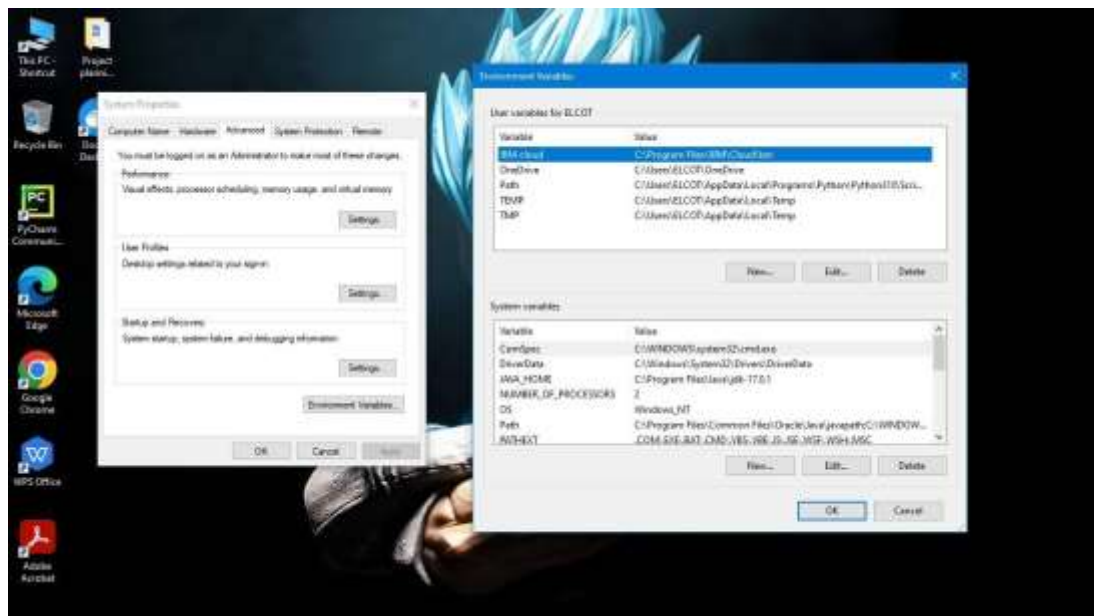 This PC -
Shortcut
Project
Recycle Bin
PyCharm
Communi...
Microsoft
Edge
Google
Chrome
WPS Office
Adobe
Acrobat
System Properties
Computer Name Hardware Advanced System Protection Remote
You must be logged on as an Administrator to make most of these changes.
Performance
Visual effects, processor scheduling, memory usage, and virtual memory
Settings...
User Profiles
Desktop settings related to your sign-in
Settings...
Startup and Recovery
System startup, system failure, and debugging information
Settings...
Environment Variables...
OK Cancel Apply
Environment Variables
User variables for ELCOT
Variable Value
IBM cloud C:\Program Files\IBM\Cloud\bin
OneDrive C:\Users\ELCOT\OneDrive
Path C:\Users\ELCOT\AppData\Local\Programs\Python\Python310\Scri...
TEMP C:\Users\ELCOT\AppData\Local\Temp
TMP C:\Users\ELCOT\AppData\Local\Temp
New... Edit... Delete
System variables
Variable Value
ComSpec C:\WINDOWS\system32\cmd.exe
DriverData C:\Windows\System32\Drivers\DriverData
JAVA_HOME C:\Program Files\Java\jdk-17.0.1
NUMBER_OF_PROCESSORS 2
OS Windows_NT
Path C:\Program Files\Common Files\Oracle\Java\javapath;C:\WINDOW...
PATHEXT .COM;.EXE;.BAT;.CMD;.VBS;.VBE;.JS;.JSE;.WSF;.WSH;.MSC
New... Edit... Delete
OK Cancel